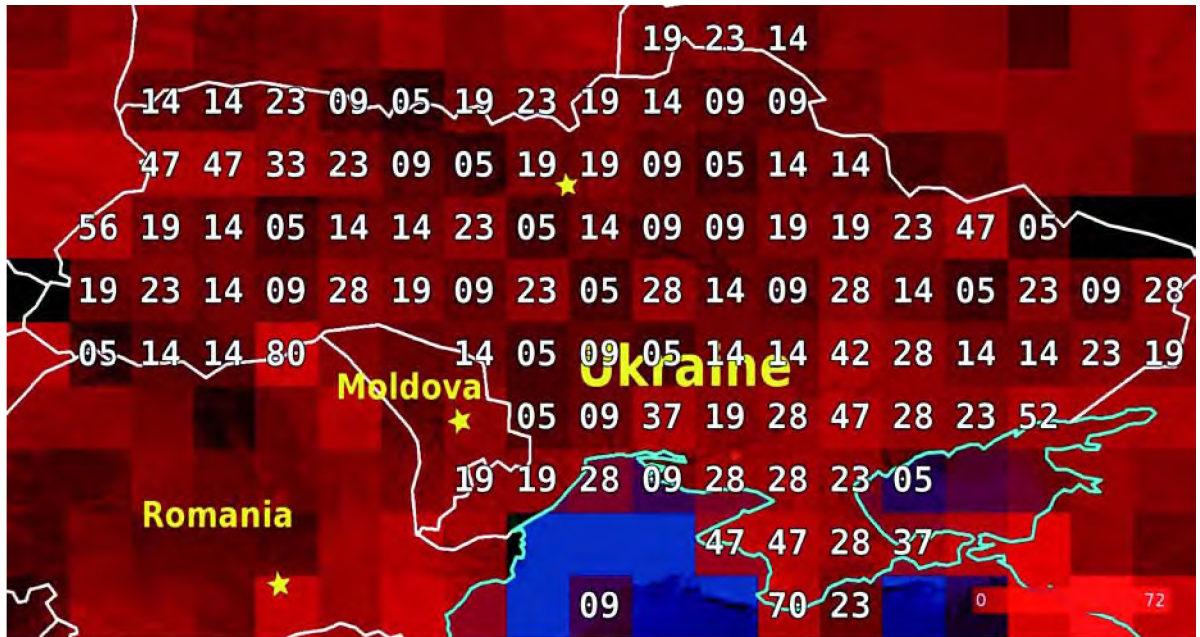 19 23 14
14 14 23 09 05 19 23 19 14 09 09
47 47 33 23 09 05 19 19 09 05 14 14
56 19 14 05 14 14 23 05 14 09 09 19 19 23 47 05
19 23 14 09 28 19 09 23 05 28 14 09 28 14 05 23 09 28
05 14 14 80 14 05 09 05 14 14 42 28 14 14 23 19
Ukraine
Moldova
05 09 37 19 28 47 28 23 52
19 19 28 09 28 28 23 05
Romania
47 47 28 37
09 70 23
0 72